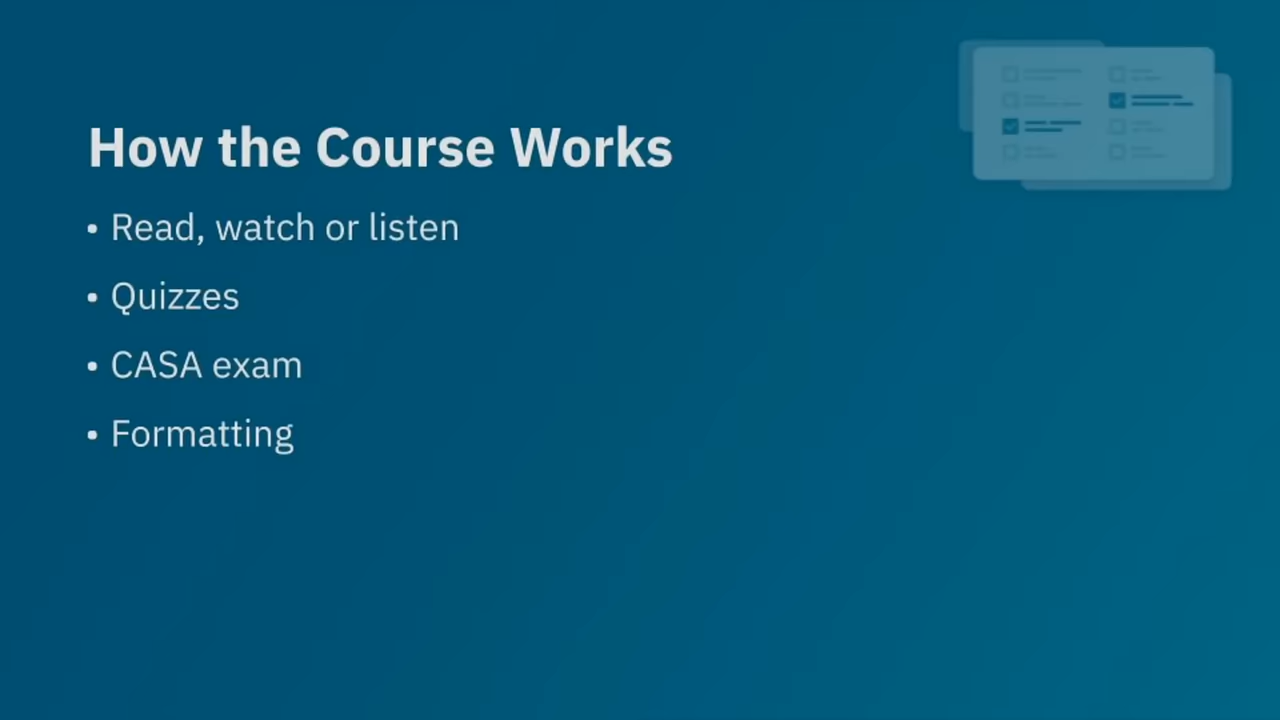 How the Course Works
• Read, watch or listen
• Quizzes
• CASA exam
• Formatting